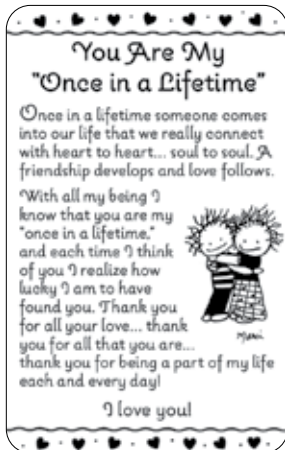 You Are My
"Once in a Lifetime"
Once in a lifetime someone comes
into our life that we really connect
with heart to heart... soul to soul. A
friendship develops and love follows.
With all my being I
know that you are my
"once in a lifetime,"
and each time I think
of you I realize how
lucky I am to have
found you. Thank you
for all your love... thank
you for all that you are...
thank you for being a part of my life
each and every day!
I love you!